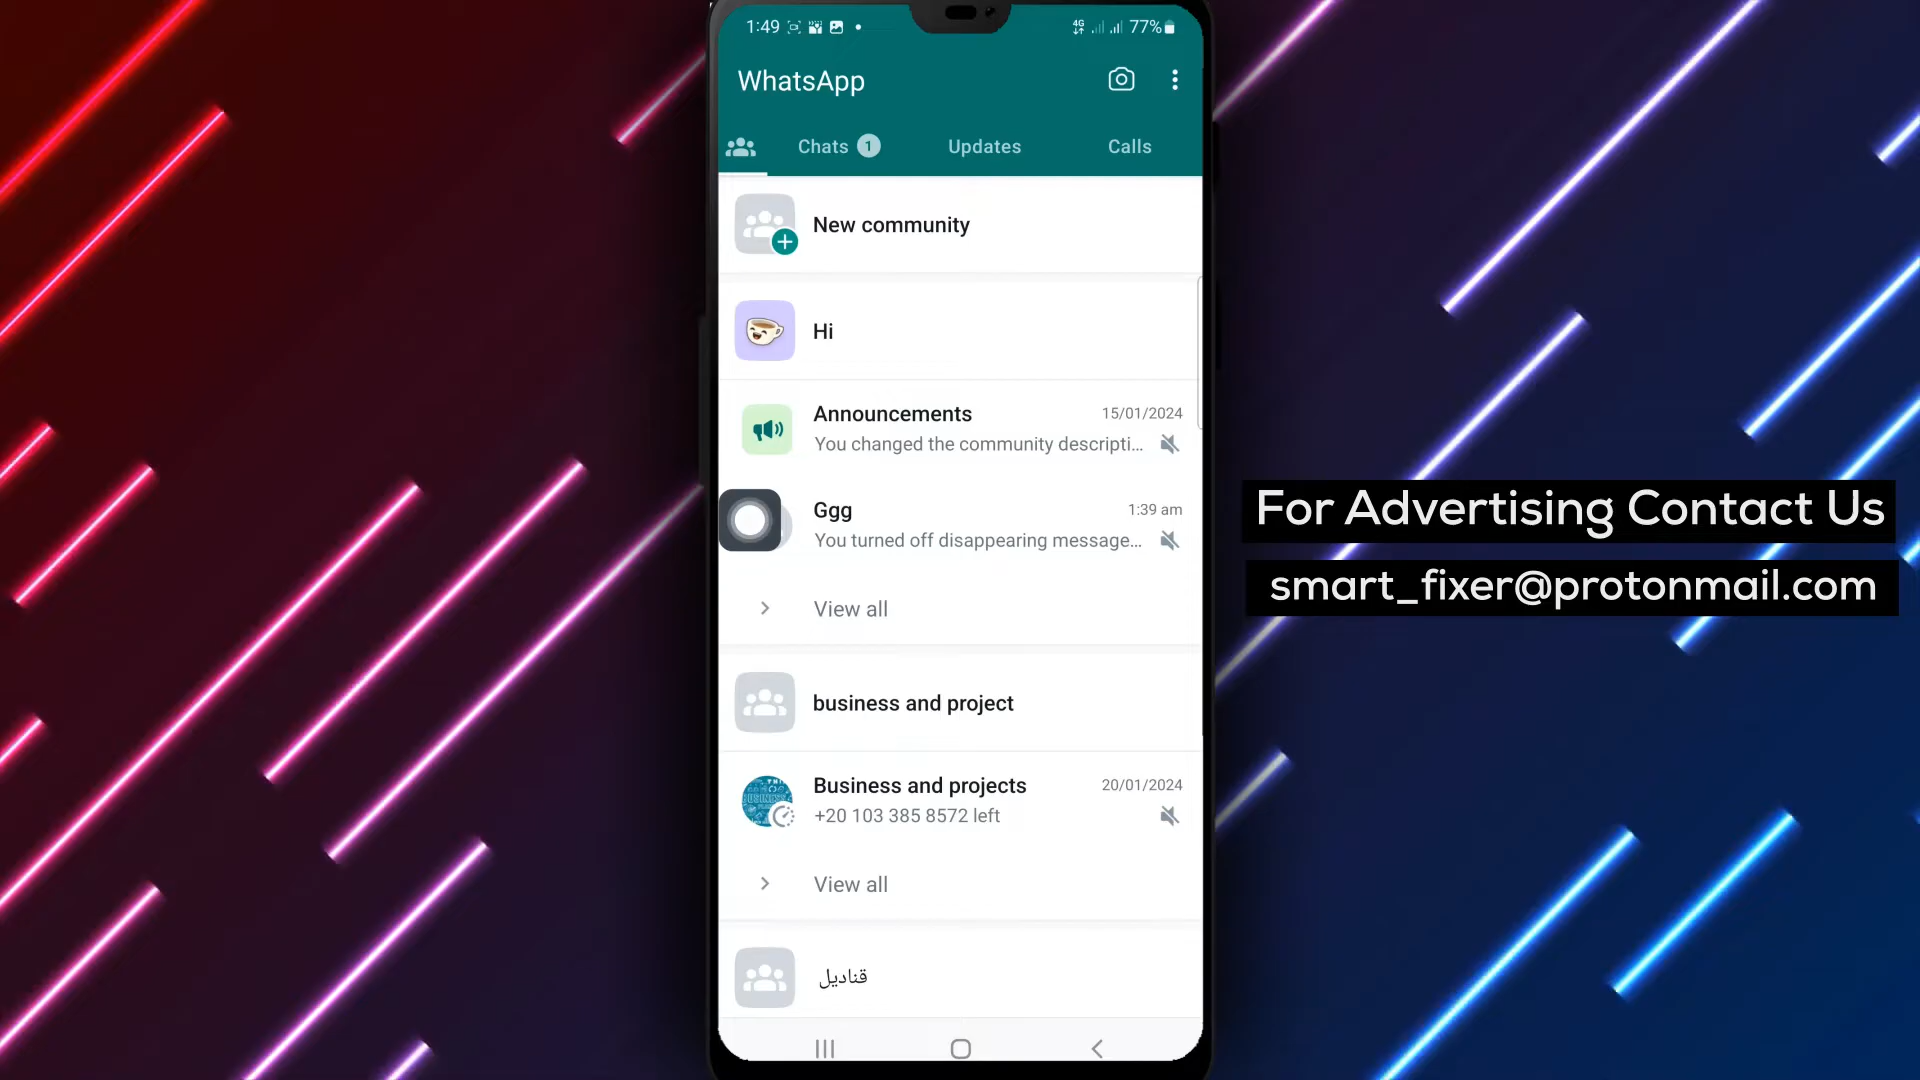 1:49
4G
77%
WhatsApp
Chats 1
Updates
Calls
New community
Hi
Announcements
15/01/2024
You changed the community descripti...
Ggg
1:39 am
You turned off disappearing message...
View all
business and project
Business and projects
20/01/2024
+20 103 385 8572 left
View all
قناديل
For Advertising Contact Us
smart_fixer@protonmail.com